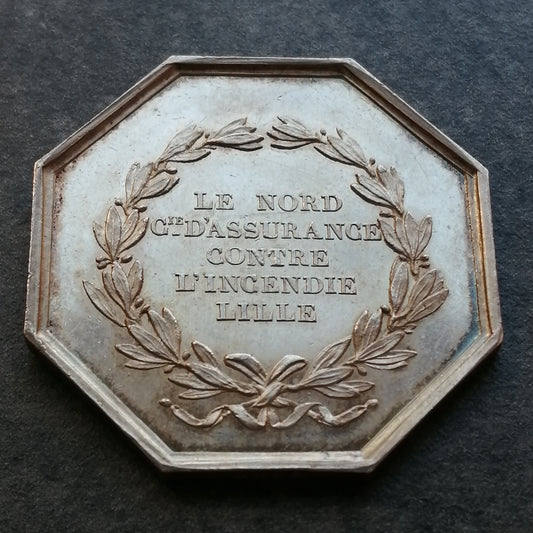 LE NORD
CIE D'ASSURANCE
CONTRE
L'INCENDIE
LILLE